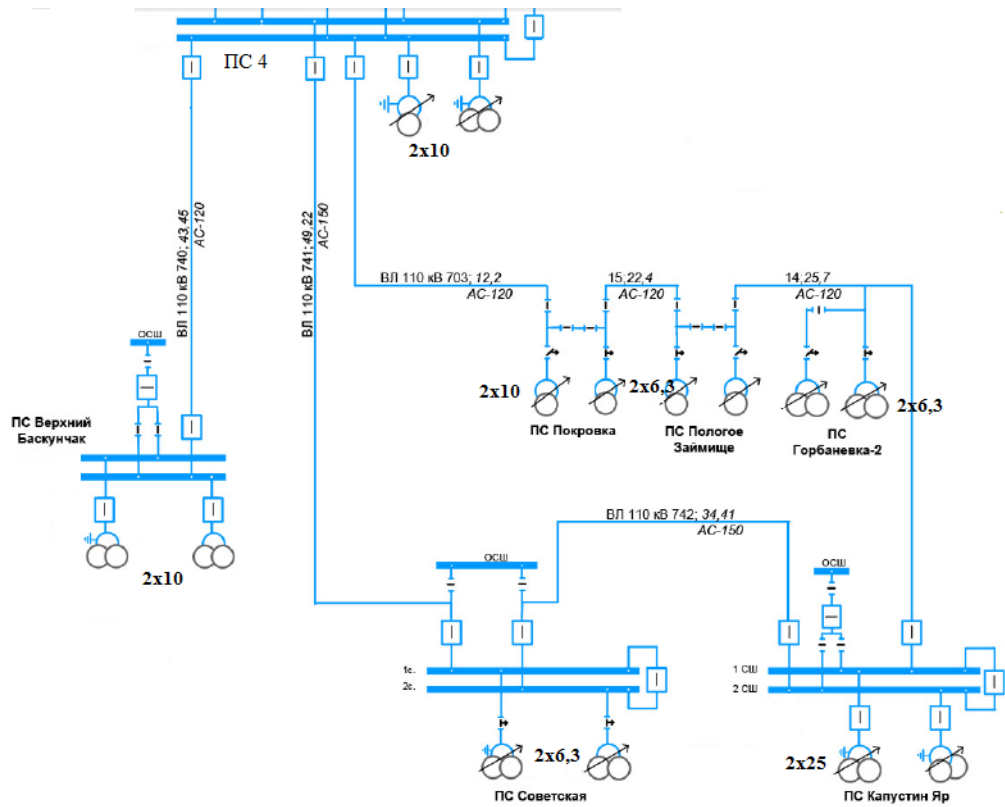 ПС 4
2х10
ВЛ 110 кВ 740; 43,45
АС-120
ВЛ 110 кВ 741; 49,22
АС-150
ВЛ 110 кВ 703; 12,2
АС-120
15;22,4
АС-120
14;25,7
АС-120
ОСШ
ПС Верхний
Баскунчак
2х10
2х10
2х6,3
2х6,3
ПС Покровка
ПС Пологое
Займище
ПС
Горбаневка-2
ВЛ 110 кВ 742; 34,41
АС-150
ОСШ
ОСШ
1с.
2с.
1 СШ
2 СШ
2х6,3
2х25
ПС Советская
ПС Капустин Яр